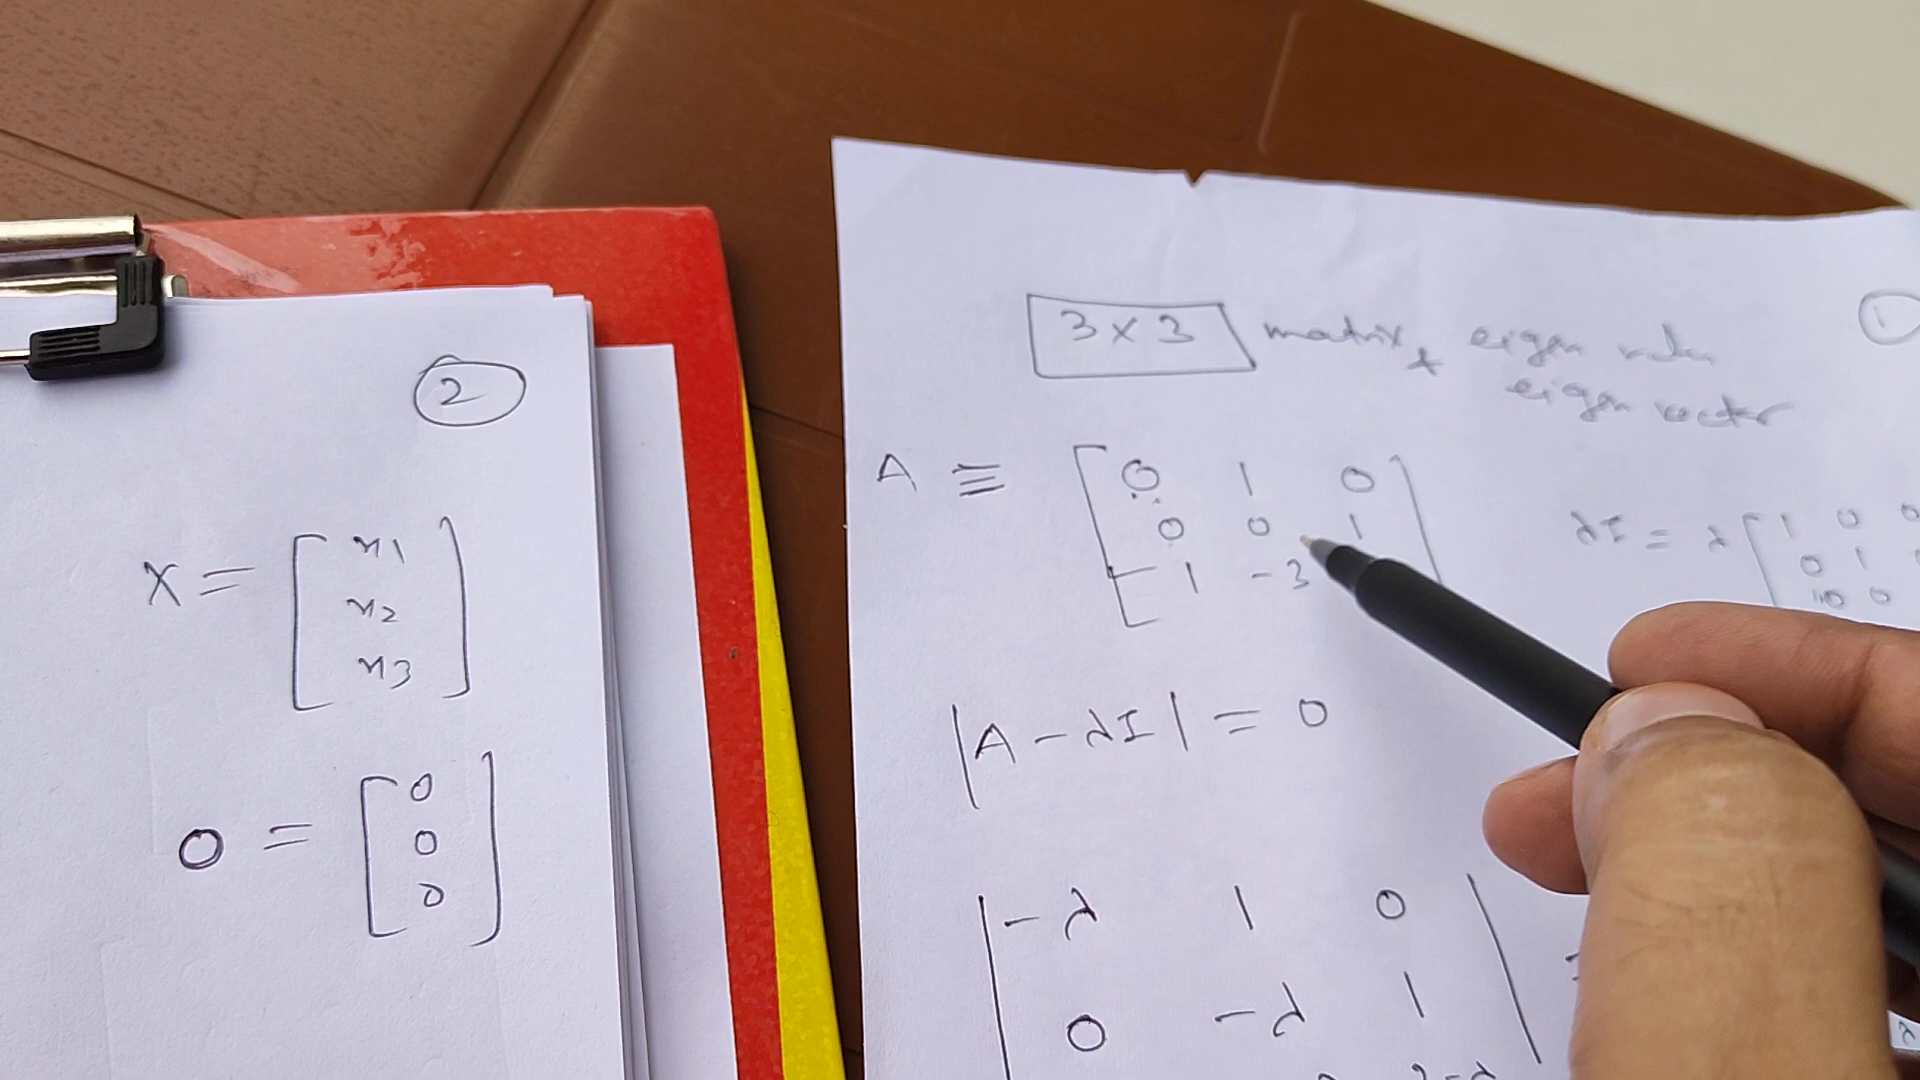 2
X = [ x1
x2
x3 ]
0 = [ 0
0
0 ]
1
3 x 3 matrix, eigen value
eigen vector
A ≡ [ 0 1 0
0 0 1
-1 -3
λI = λ [ 1 0 0
0 1
0 0
|A - λI| = 0
| -λ 1 0 |
0 -λ 1